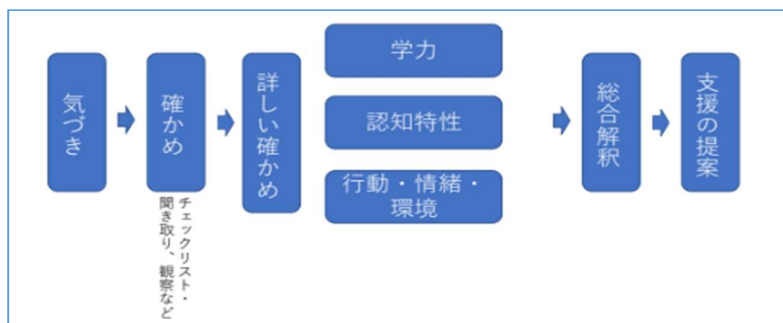 気づき
確かめ
チェックリスト・
聞き取り、観察など
詳しい確かめ
学力
認知特性
行動・情緒・
環境
総合解釈
支援の提案